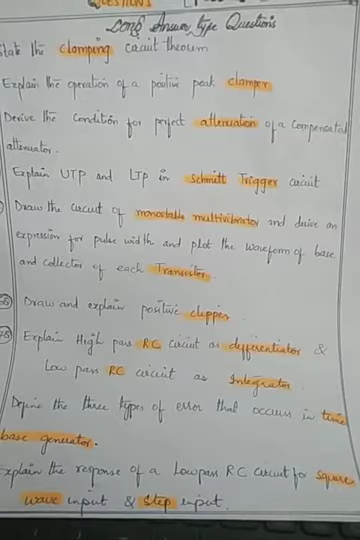 QUESTIONS
Long Answer type Questions
State the clamping circuit theorem
Explain the operation of a positive peak clamper
Derive the Condition for perfect attenuation of a compensated
attenuator.
Explain UTP and LTP in Schmitt Trigger circuit
Draw the circuit of monostable multivibrator and derive an
expression for pulse width and plot the waveform of base
and collector of each Transistor.
Draw and explain positive clipper.
Explain High pass RC circuit as differentiator &
Low pass RC circuit as Integrator.
Define the three types of error that occurs in time
base generator.
Explain the response of a Lowpass RC Circuit for square
wave input & Step input.